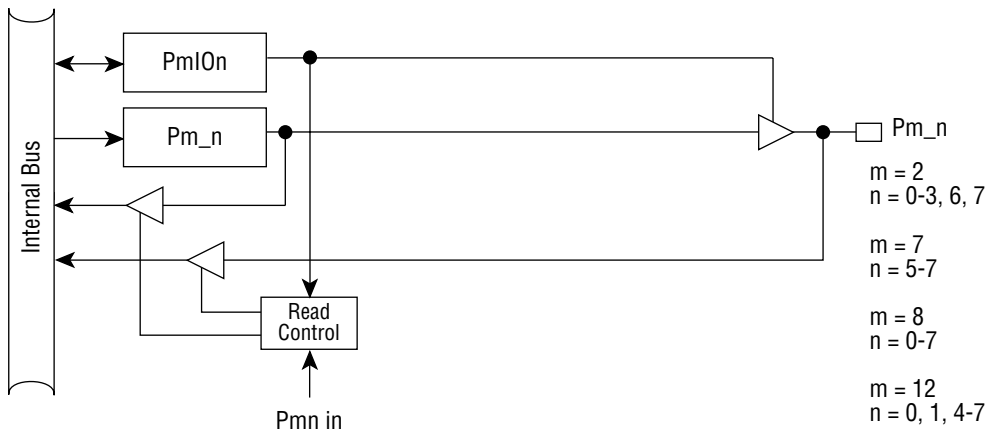 Internal Bus
PmIOn
Pm_n
Read
Control
Pmn in
Pm_n
m = 2
n = 0-3, 6, 7
m = 7
n = 5-7
m = 8
n = 0-7
m = 12
n = 0, 1, 4-7